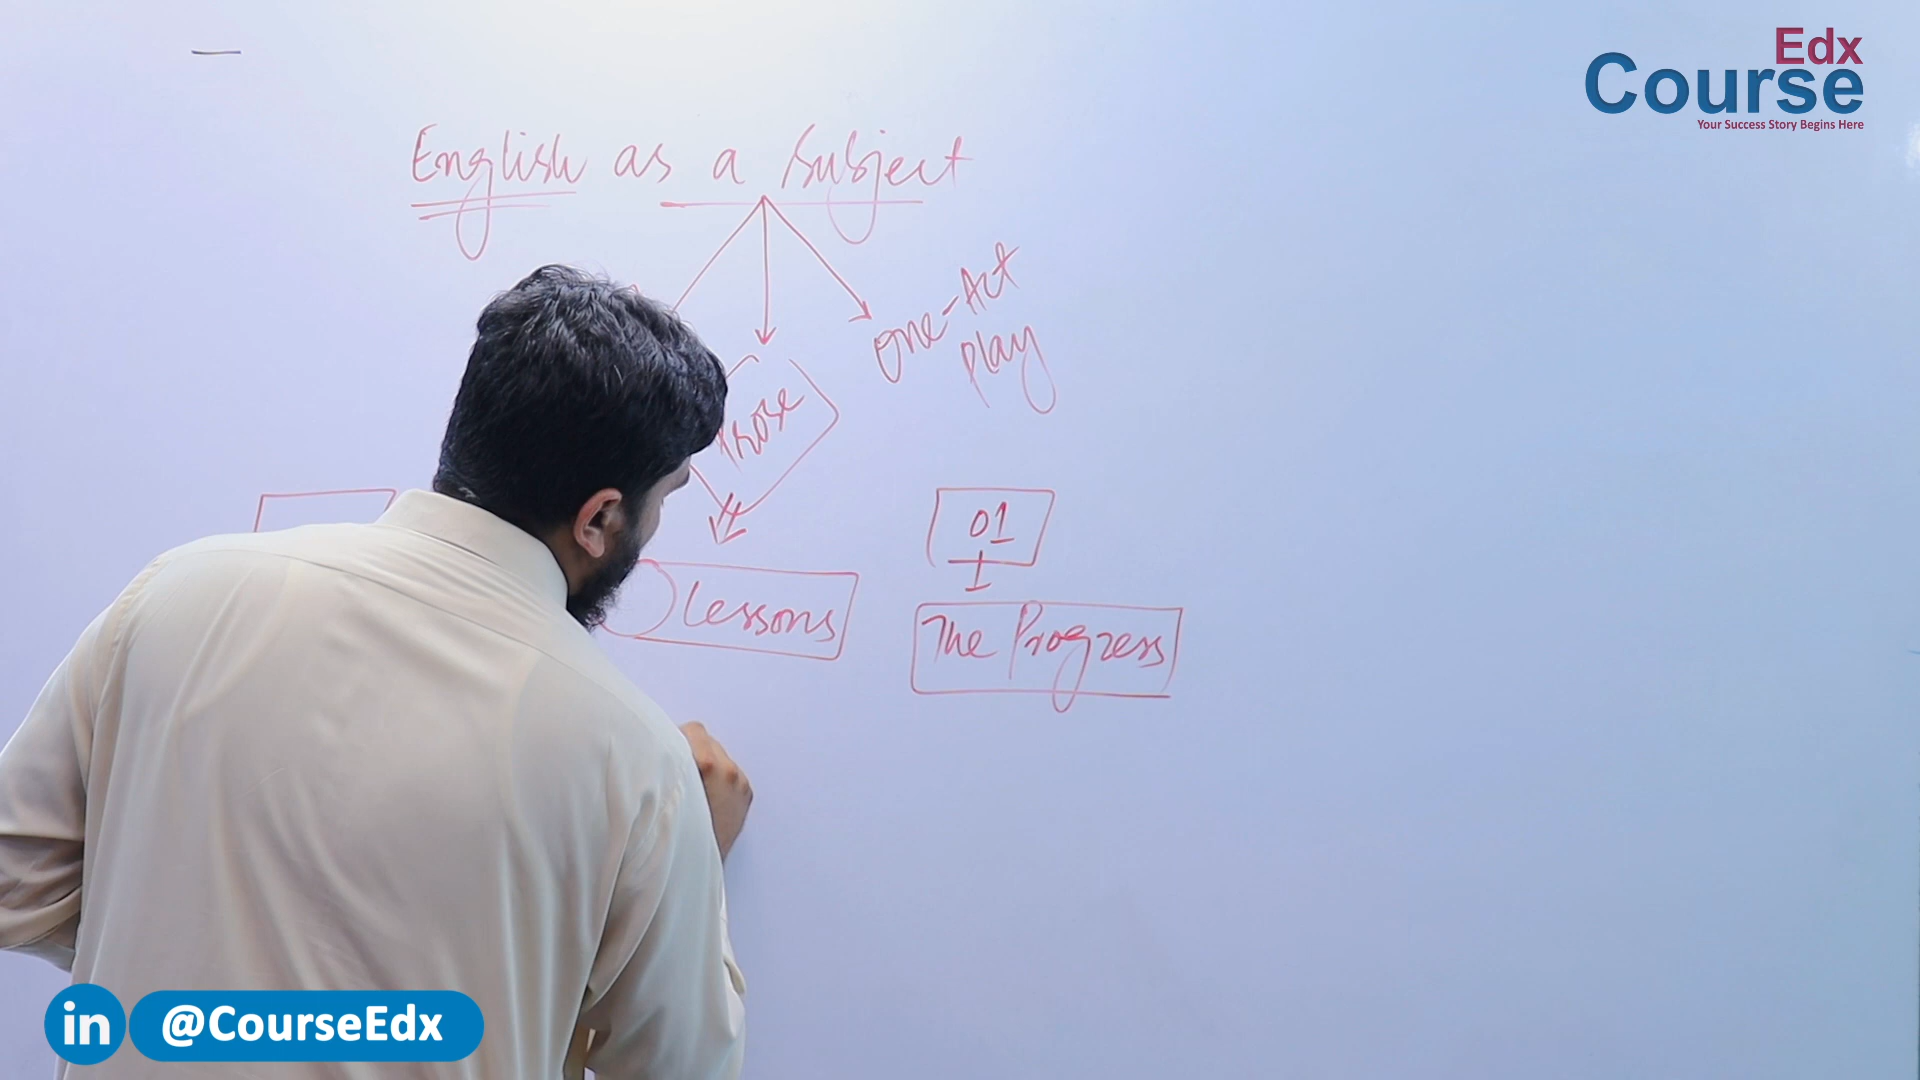 Edx
Course
Your Success Story Begins Here
English as a Subject
One-Act
Play
Prose
01
Lessons
The Progress
in @CourseEdx